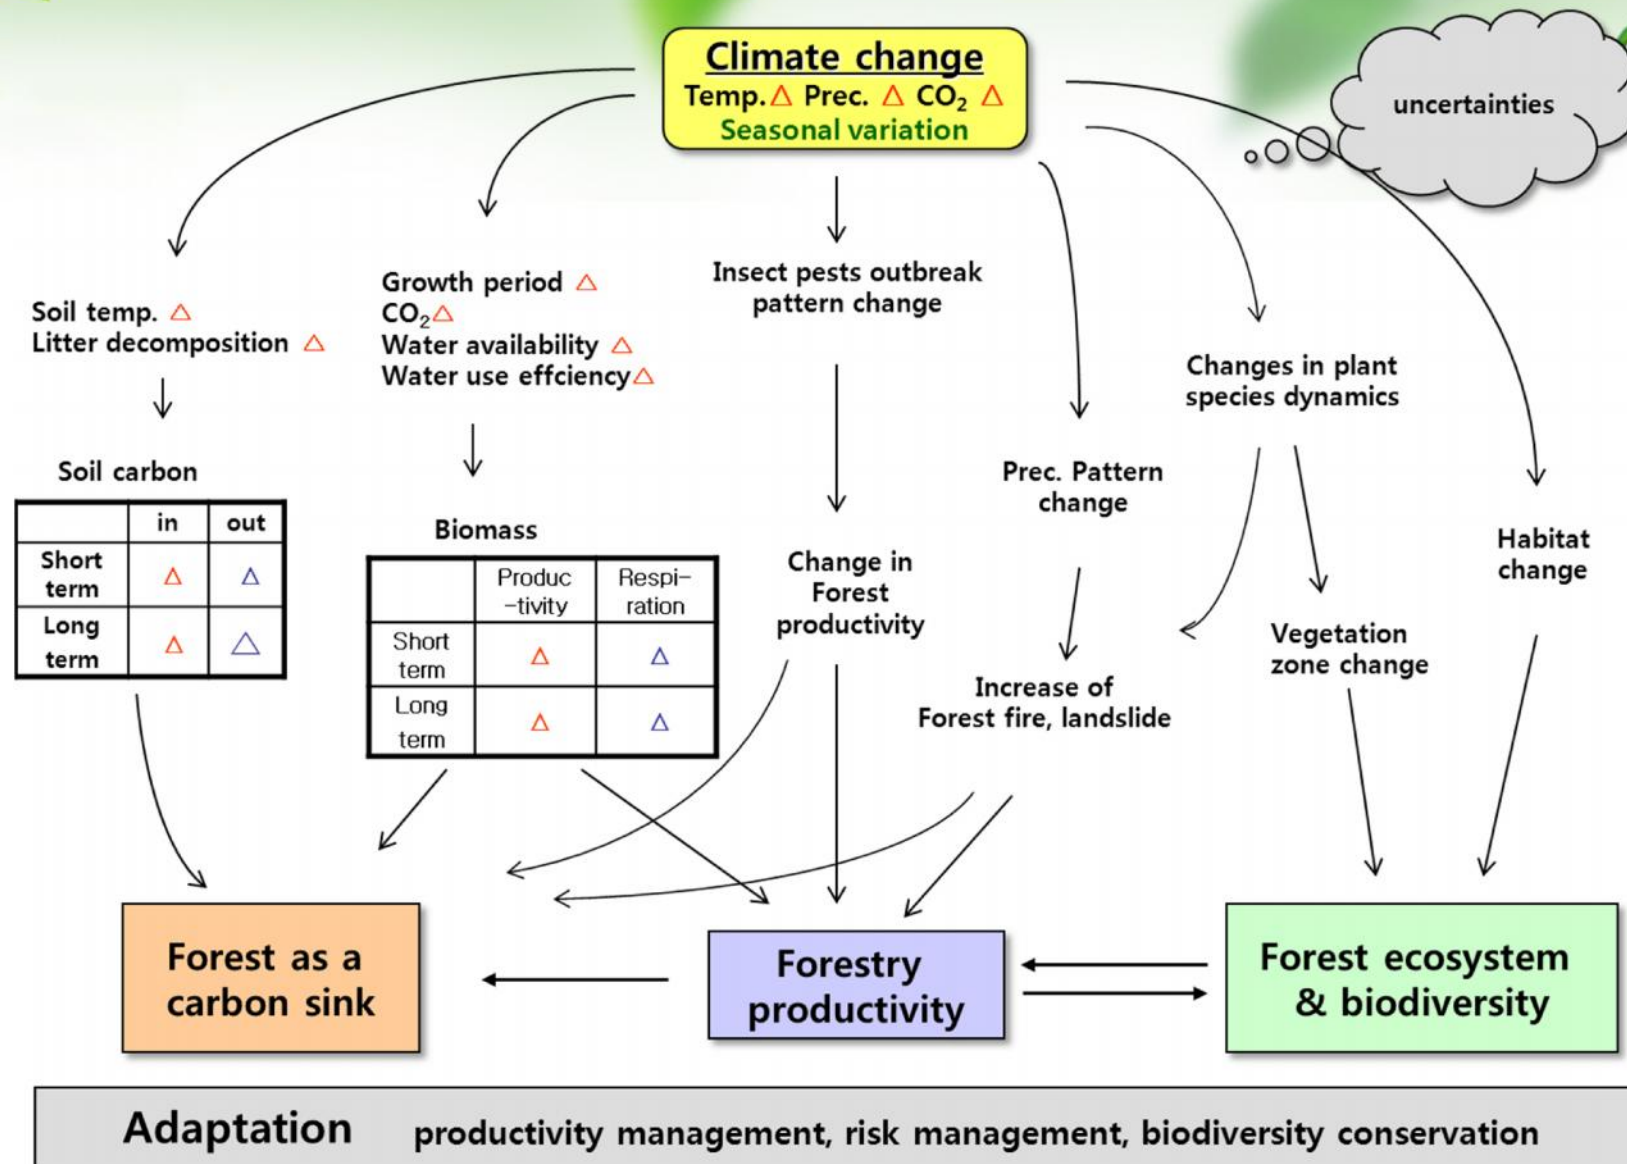 Climate change
Temp.△ Prec. △ CO₂ △
Seasonal variation
uncertainties
Soil temp. △
Litter decomposition △
Growth period △
CO₂△
Water availability △
Water use effciency△
Insect pests outbreak
pattern change
Changes in plant
species dynamics
Prec. Pattern
change
Habitat
change
Soil carbon
in out
Short
term
△ △
Long
term
△ △
Biomass
Produc
-tivity
Respi-
ration
Short
term
△ △
Long
term
△ △
Change in
Forest
productivity
Increase of
Forest fire, landslide
Vegetation
zone change
Forest as a
carbon sink
Forestry
productivity
Forest ecosystem
& biodiversity
Adaptation productivity management, risk management, biodiversity conservation